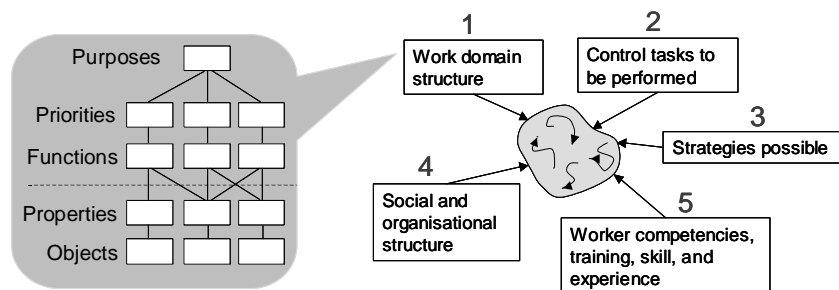 Purposes
Priorities
Functions
Properties
Objects
1
Work domain
structure
2
Control tasks to
be performed
3
Strategies possible
4
Social and
organisational
structure
5
Worker competencies,
training, skill, and
experience